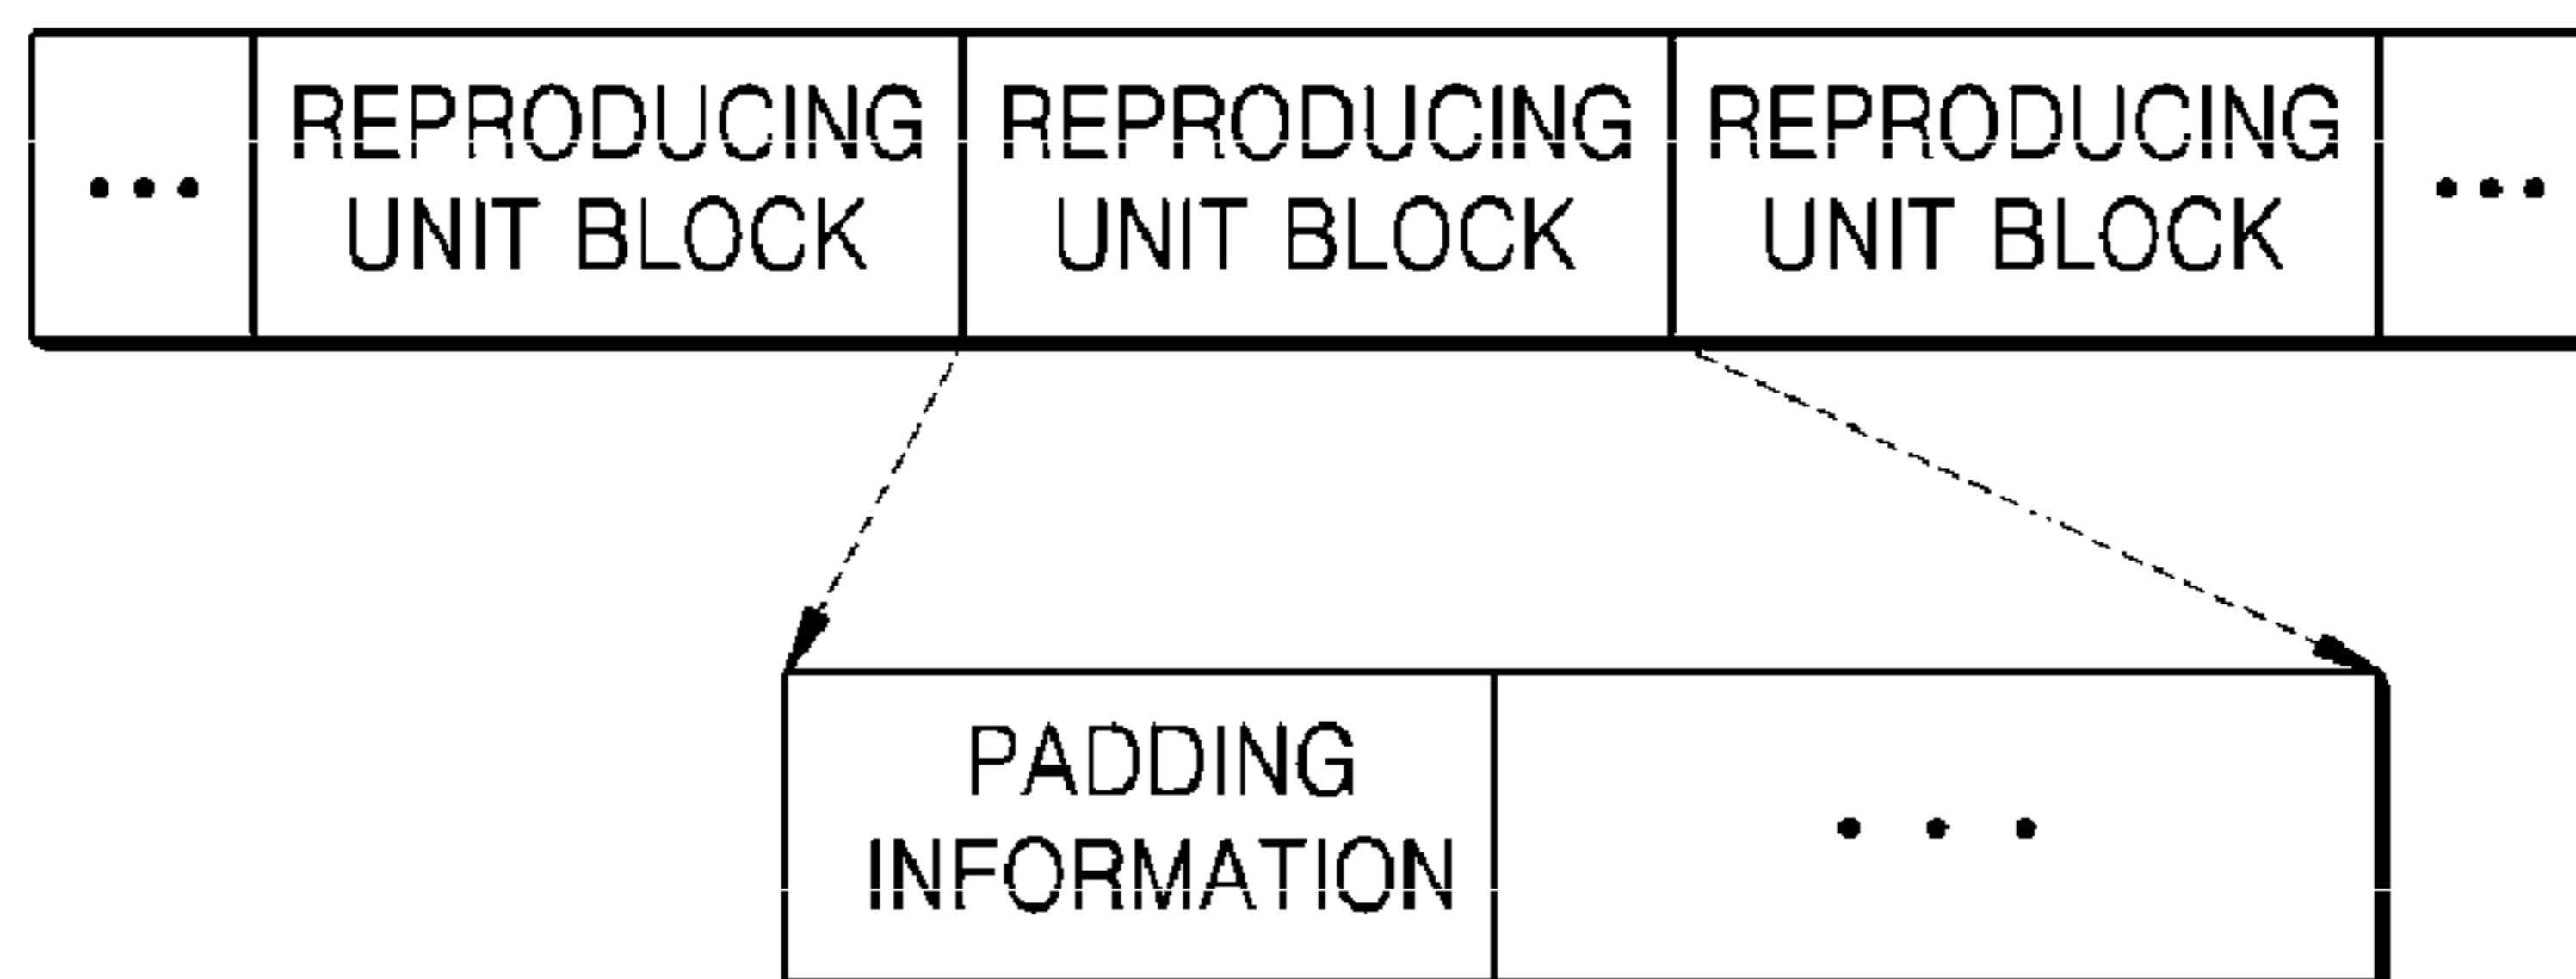 ... REPRODUCING REPRODUCING REPRODUCING ...
UNIT BLOCK UNIT BLOCK UNIT BLOCK
PADDING
INFORMATION ...